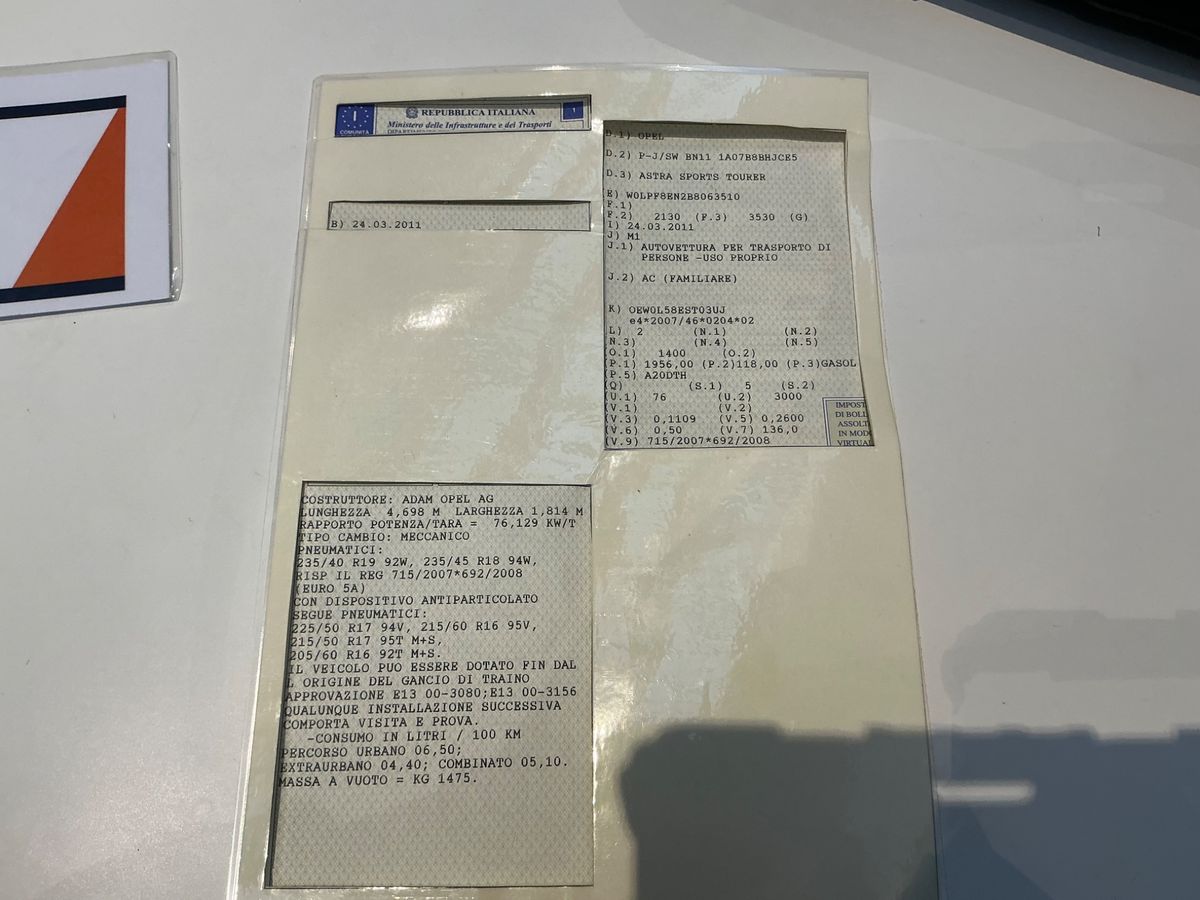 I
COMUNITÀ
REPUBBLICA ITALIANA
Ministero delle Infrastrutture e dei Trasporti
1
B) 24.03.2011
D.1) OPEL
D.2) P-J/SW BN11 1A07B8BHJCE5
D.3) ASTRA SPORTS TOURER
E) W0LPF8EN2B8063510
F.1)
F.2) 2130 (F.3) 3530 (G)
I) 24.03.2011
J) M1
J.1) AUTOVETTURA PER TRASPORTO DI
PERSONE -USO PROPRIO
J.2) AC (FAMILIARE)
K) OEW0L58EST03UJ
e4*2007/46*0204*02
L) 2 (N.1) (N.2)
N.3) (N.4) (N.5)
(O.1) 1400 (O.2)
(P.1) 1956,00 (P.2)118,00 (P.3)GASOL
(P.5) A20DTH
(Q) (S.1) 5 (S.2)
(U.1) 76 (U.2) 3000
(V.1) (V.2)
(V.3) 0,1109 (V.5) 0,2600
(V.6) 0,50 (V.7) 136,0
(V.9) 715/2007*692/2008
IMPOST
DI BOLL
ASSOLT
IN MODO
VIRTUAL
COSTRUTTORE: ADAM OPEL AG
LUNGHEZZA 4,698 M LARGHEZZA 1,814 M
RAPPORTO POTENZA/TARA = 76,129 KW/T
TIPO CAMBIO: MECCANICO
PNEUMATICI:
235/40 R19 92W, 235/45 R18 94W,
RISP IL REG 715/2007*692/2008
(EURO 5A)
CON DISPOSITIVO ANTIPARTICOLATO
SEGUE PNEUMATICI:
225/50 R17 94V, 215/60 R16 95V,
215/50 R17 95T M+S,
205/60 R16 92T M+S.
IL VEICOLO PUO ESSERE DOTATO FIN DAL
L ORIGINE DEL GANCIO DI TRAINO
APPROVAZIONE E13 00-3080;E13 00-3156
QUALUNQUE INSTALLAZIONE SUCCESSIVA
COMPORTA VISITA E PROVA.
-CONSUMO IN LITRI / 100 KM
PERCORSO URBANO 06,50;
EXTRAURBANO 04,40; COMBINATO 05,10.
MASSA A VUOTO = KG 1475.